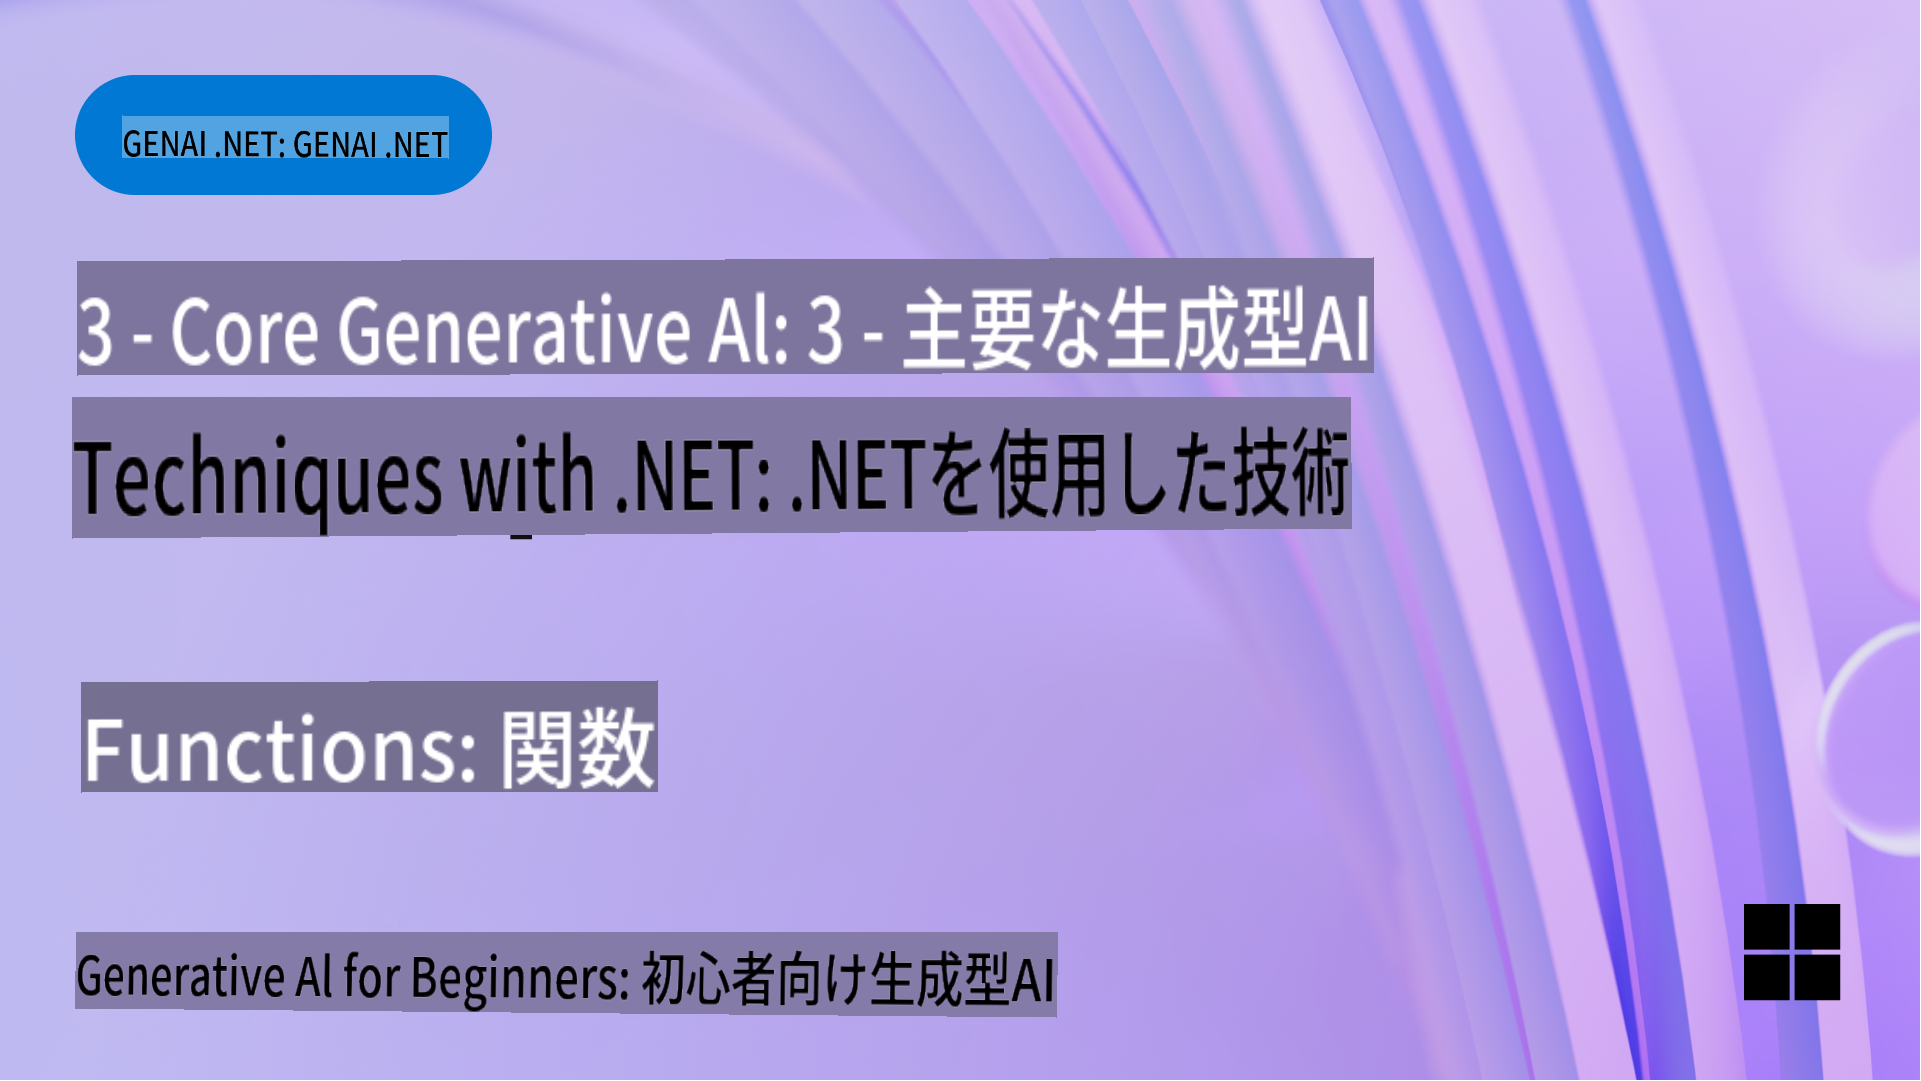 GENAI .NET: GENAI .NET
3 - Core Generative Al: 3 - 主要な生成型AI
Techniques with .NET: .NETを使用した技術
Functions: 関数
Generative Al for Beginners: 初心者向け生成型AI